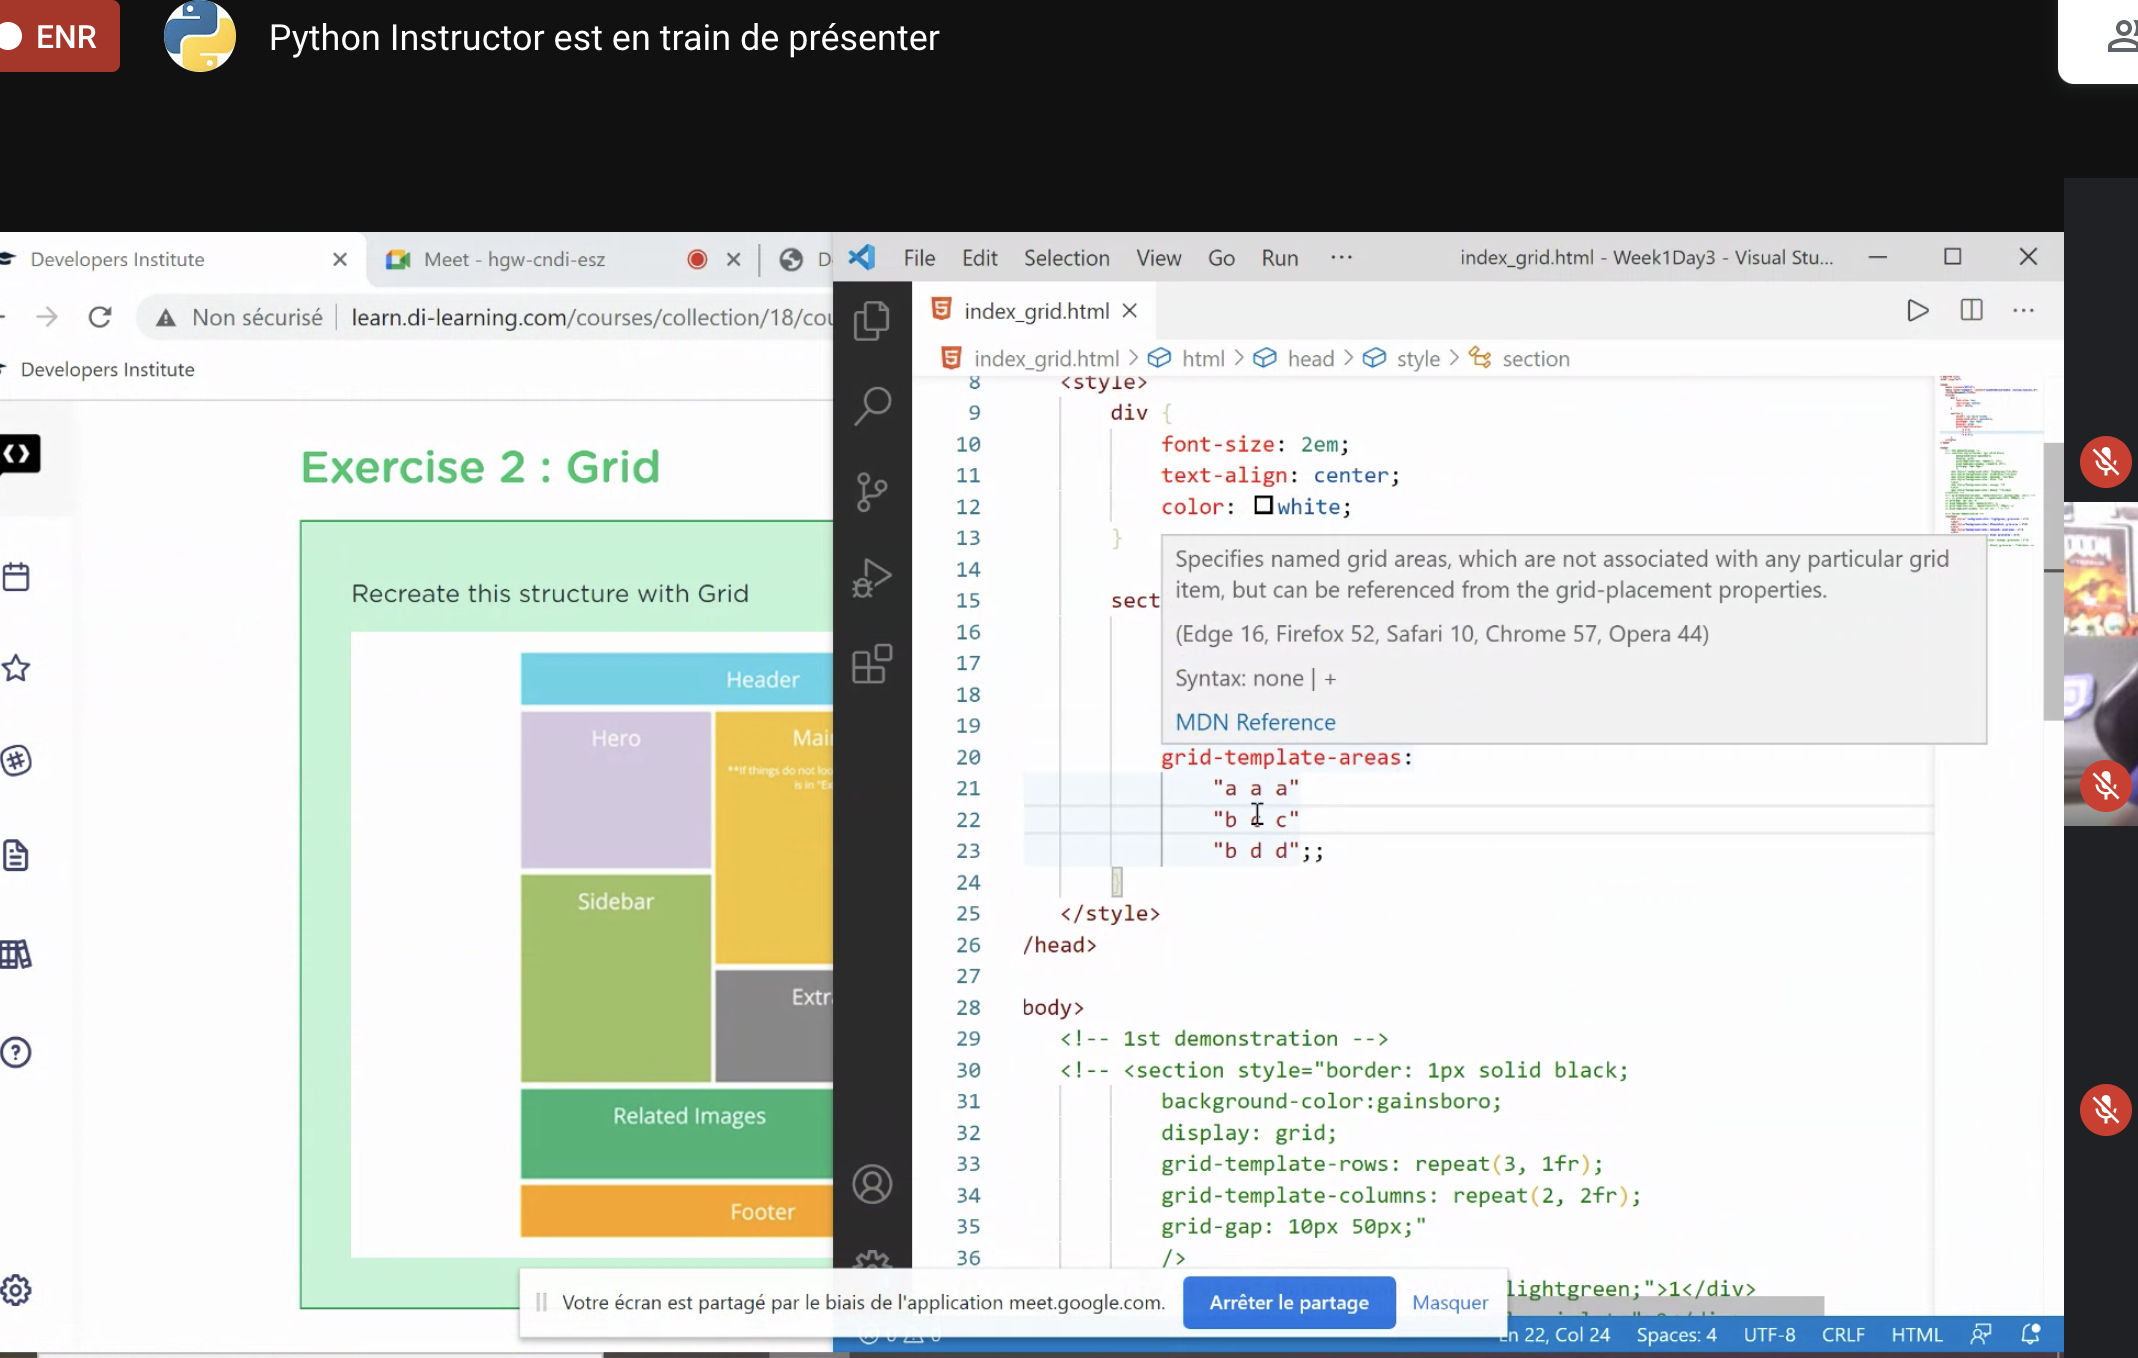 ENR
Python Instructor est en train de présenter
Developers Institute
Meet - hgw-cndi-esz
D
File Edit Selection View Go Run ···
index_grid.html - Week1Day3 - Visual Stu...
Non sécurisé
learn.di-learning.com/courses/collection/18/cou
Developers Institute
index_grid.html
index_grid.html > html > head > style > section
Exercise 2 : Grid
Recreate this structure with Grid
Header
Hero
Mai
**If things do not loo
is in "Ex
Sidebar
Extr
Related Images
Footer
8 <style>
9 div {
10 font-size: 2em;
11 text-align: center;
12 color: white;
13 }
14
15 sect
16
17
18
19
Specifies named grid areas, which are not associated with any particular grid
item, but can be referenced from the grid-placement properties.
(Edge 16, Firefox 52, Safari 10, Chrome 57, Opera 44)
Syntax: none | +
MDN Reference
20 grid-template-areas:
21 "a a a"
22 "b c c"
23 "b d d";;
24 }
25 </style>
26 /head>
27
28 body>
29 <!-- 1st demonstration -->
30 <!-- <section style="border: 1px solid black;
31 background-color:gainsboro;
32 display: grid;
33 grid-template-rows: repeat(3, 1fr);
34 grid-template-columns: repeat(2, 2fr);
35 grid-gap: 10px 50px;"
36 />
lightgreen;">1</div>
Votre écran est partagé par le biais de l'application meet.google.com.
Arrêter le partage
Masquer
Ln 22, Col 24 Spaces: 4 UTF-8 CRLF HTML